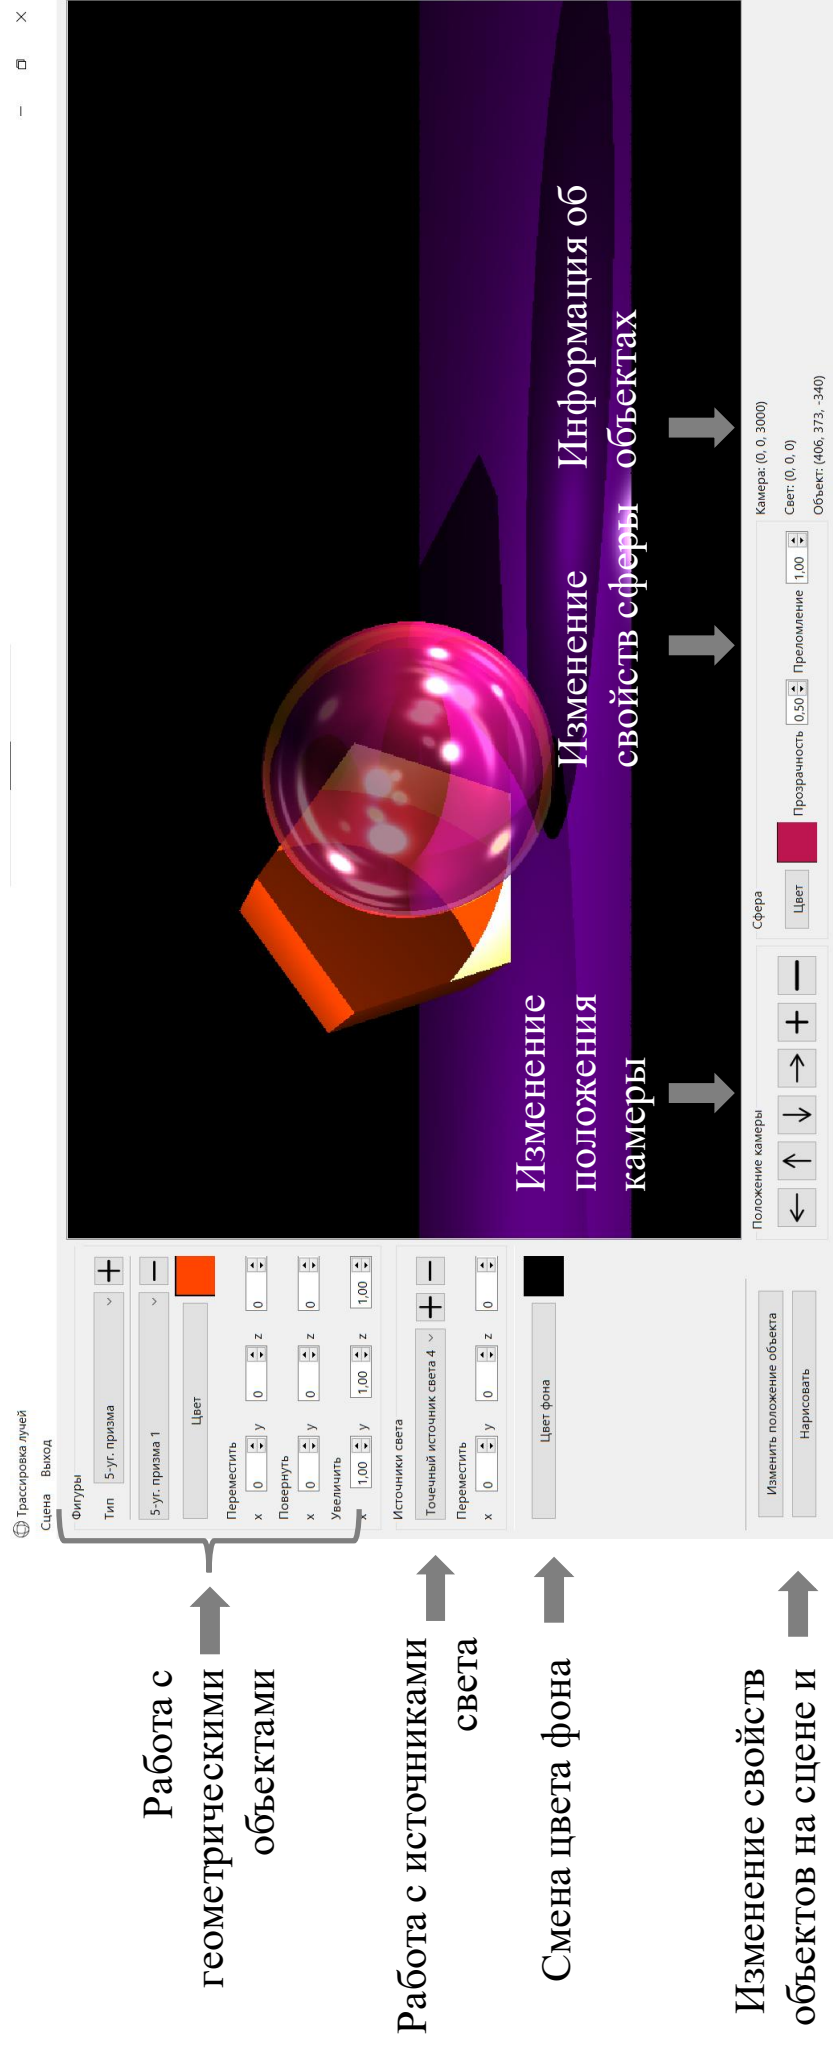 Трассировка лучей
Сцена Выход
Фигуры
Тип 5-уг. призма
5-уг. призма 1
Цвет
Переместить
x 0 y 0 z 0
Повернуть
x 0 y 0 z 0
Увеличить
x 1,00 y 1,00 z 1,00
Источники света
Точечный источник света 4
Переместить
x 0 y 0 z 0
Цвет фона
Изменить положение объекта
Нарисовать
Работа с
геометрическими
объектами
Работа с источниками
света
Смена цвета фона
Изменение свойств
объектов на сцене и
Изменение
положения
камеры
Изменение
свойств сферы
Информация об
объектах
Положение камеры
Сфера
Цвет Прозрачность 0,50 Преломление 1,00
Камера: (0, 0, 3000)
Свет: (0, 0, 0)
Объект: (406, 373, -340)